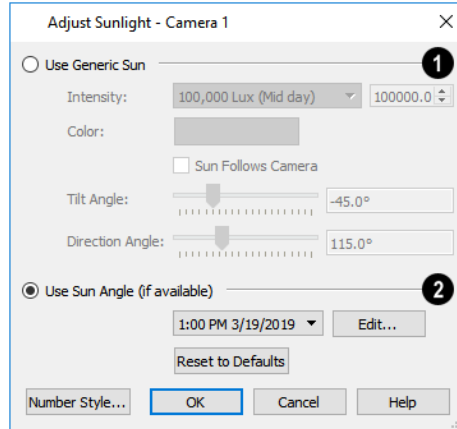 Adjust Sunlight - Camera 1
Use Generic Sun 1
Intensity: 100,000 Lux (Mid day) 100000.0
Color:
Sun Follows Camera
Tilt Angle: -45.0°
Direction Angle: 115.0°
Use Sun Angle (if available) 2
1:00 PM 3/19/2019 Edit...
Reset to Defaults
Number Style... OK Cancel Help